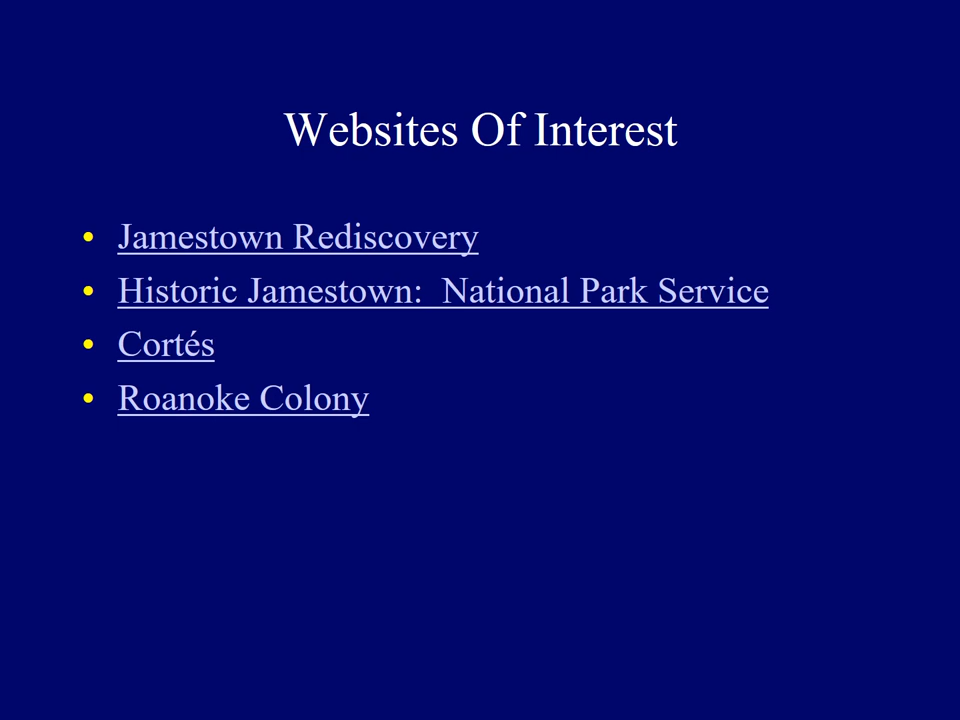 Websites Of Interest
• Jamestown Rediscovery
• Historic Jamestown:  National Park Service
• Cortés
• Roanoke Colony